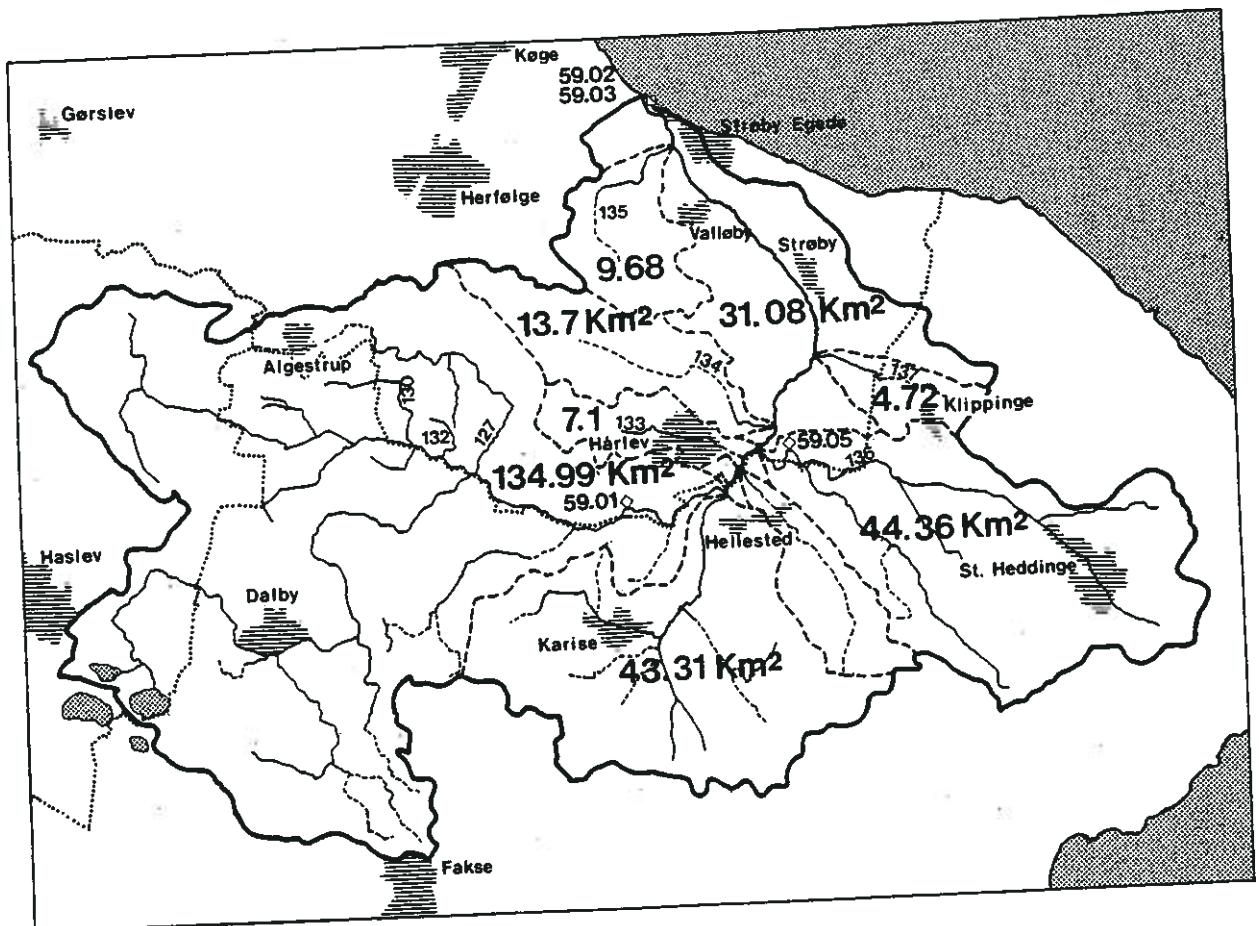 Køge
59.02
59.03
Gørslev
Strøby Egede
Herfølge
135
Valløby
Strøby
9.68
13.7 Km²
31.08 Km²
134
Algestrup
137
130
4.72
Klippinge
7.1
133
132
127
Hårlev
59.05
136
134.99 Km²
59.01
44.36 Km²
Hellested
Haslev
St. Heddinge
Dalby
Karise
43.31 Km²
Fakse